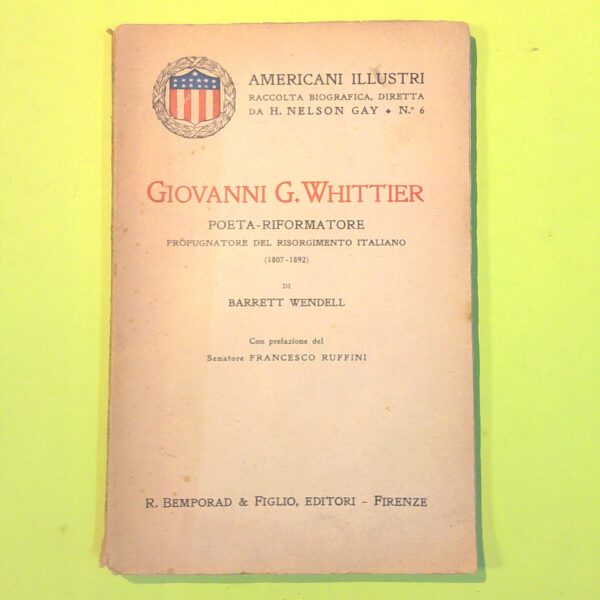 AMERICANI ILLUSTRI
RACCOLTA BIOGRAFICA, DIRETTA
DA H. NELSON GAY ♦ N.° 6
GIOVANNI G. WHITTIER
POETA-RIFORMATORE
PROPUGNATORE DEL RISORGIMENTO ITALIANO
(1807-1892)
DI
BARRETT WENDELL
Con prefazione del
Senatore FRANCESCO RUFFINI
R. BEMPORAD & FIGLIO, EDITORI - FIRENZE